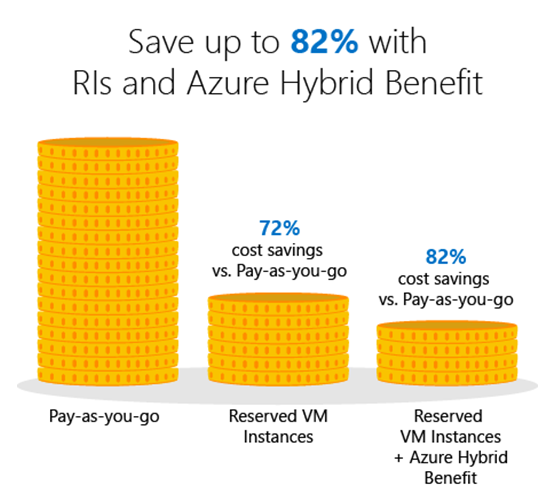 Save up to 82% with
RIs and Azure Hybrid Benefit
72%
cost savings
vs. Pay-as-you-go
82%
cost savings
vs. Pay-as-you-go
Pay-as-you-go
Reserved VM
Instances
Reserved
VM Instances
+ Azure Hybrid
Benefit